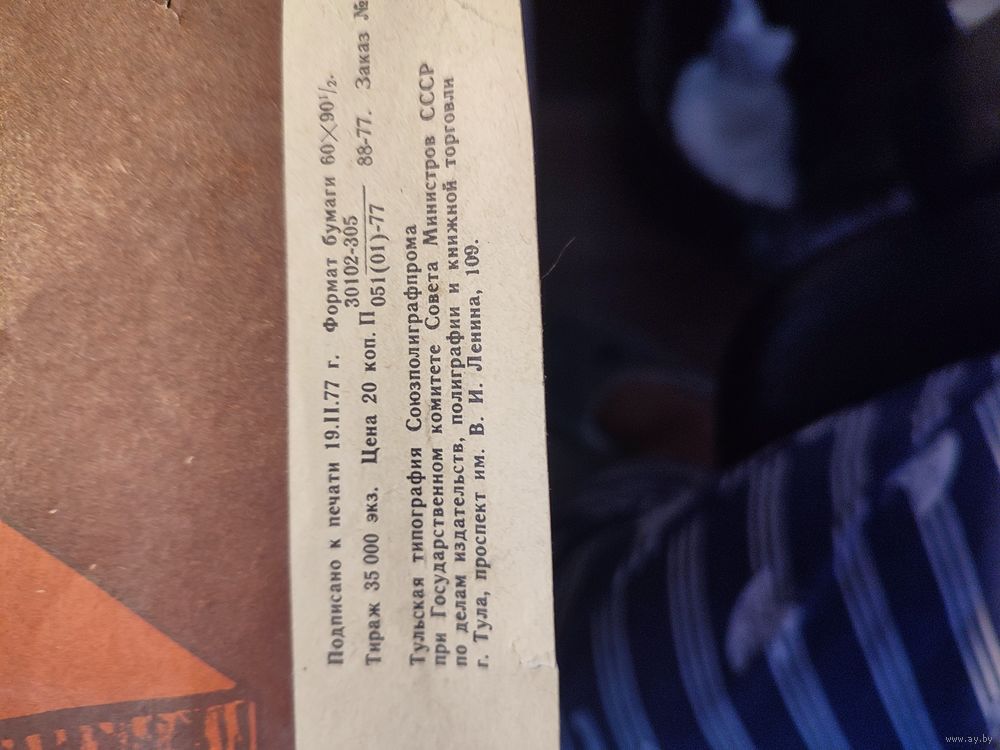 Подписано к печати 19.II.77 г. Формат бумаги 60×90¹/₂.
Тираж 35 000 экз. Цена 20 коп. П 30102-305 88-77. Заказ №
051(01)-77
Тульская типография Союзполиграфпрома
при Государственном комитете Совета Министров СССР
по делам издательств, полиграфии и книжной торговли
г. Тула, проспект им. В. И. Ленина, 109.
www.ay.by